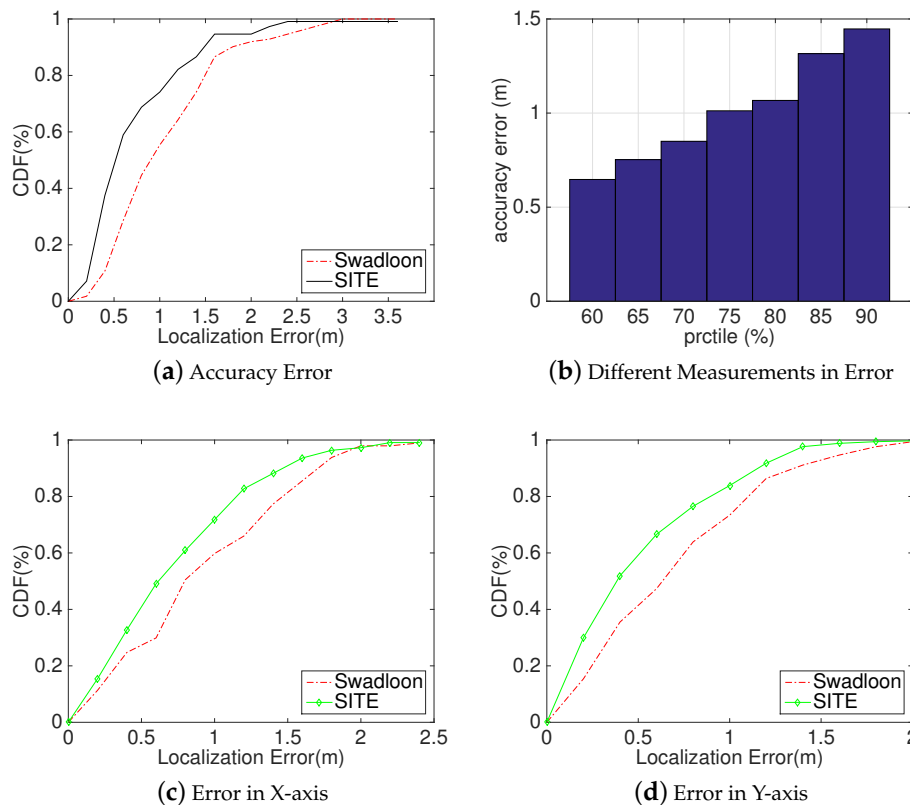 CDF(%)
1
0.8
0.6
0.4
0.2
0
Swadloon
SITE
0 0.5 1 1.5 2 2.5 3 3.5
Localization Error(m)
(a) Accuracy Error
accuracy error (m)
1.5
1
0.5
0
60 65 70 75 80 85 90
prctile (%)
(b) Different Measurements in Error
CDF(%)
1
0.8
0.6
0.4
0.2
0
Swadloon
SITE
0 0.5 1 1.5 2 2.5
Localization Error(m)
(c) Error in X-axis
CDF(%)
1
0.8
0.6
0.4
0.2
0
Swadloon
SITE
0 0.5 1 1.5 2
Localization Error(m)
(d) Error in Y-axis